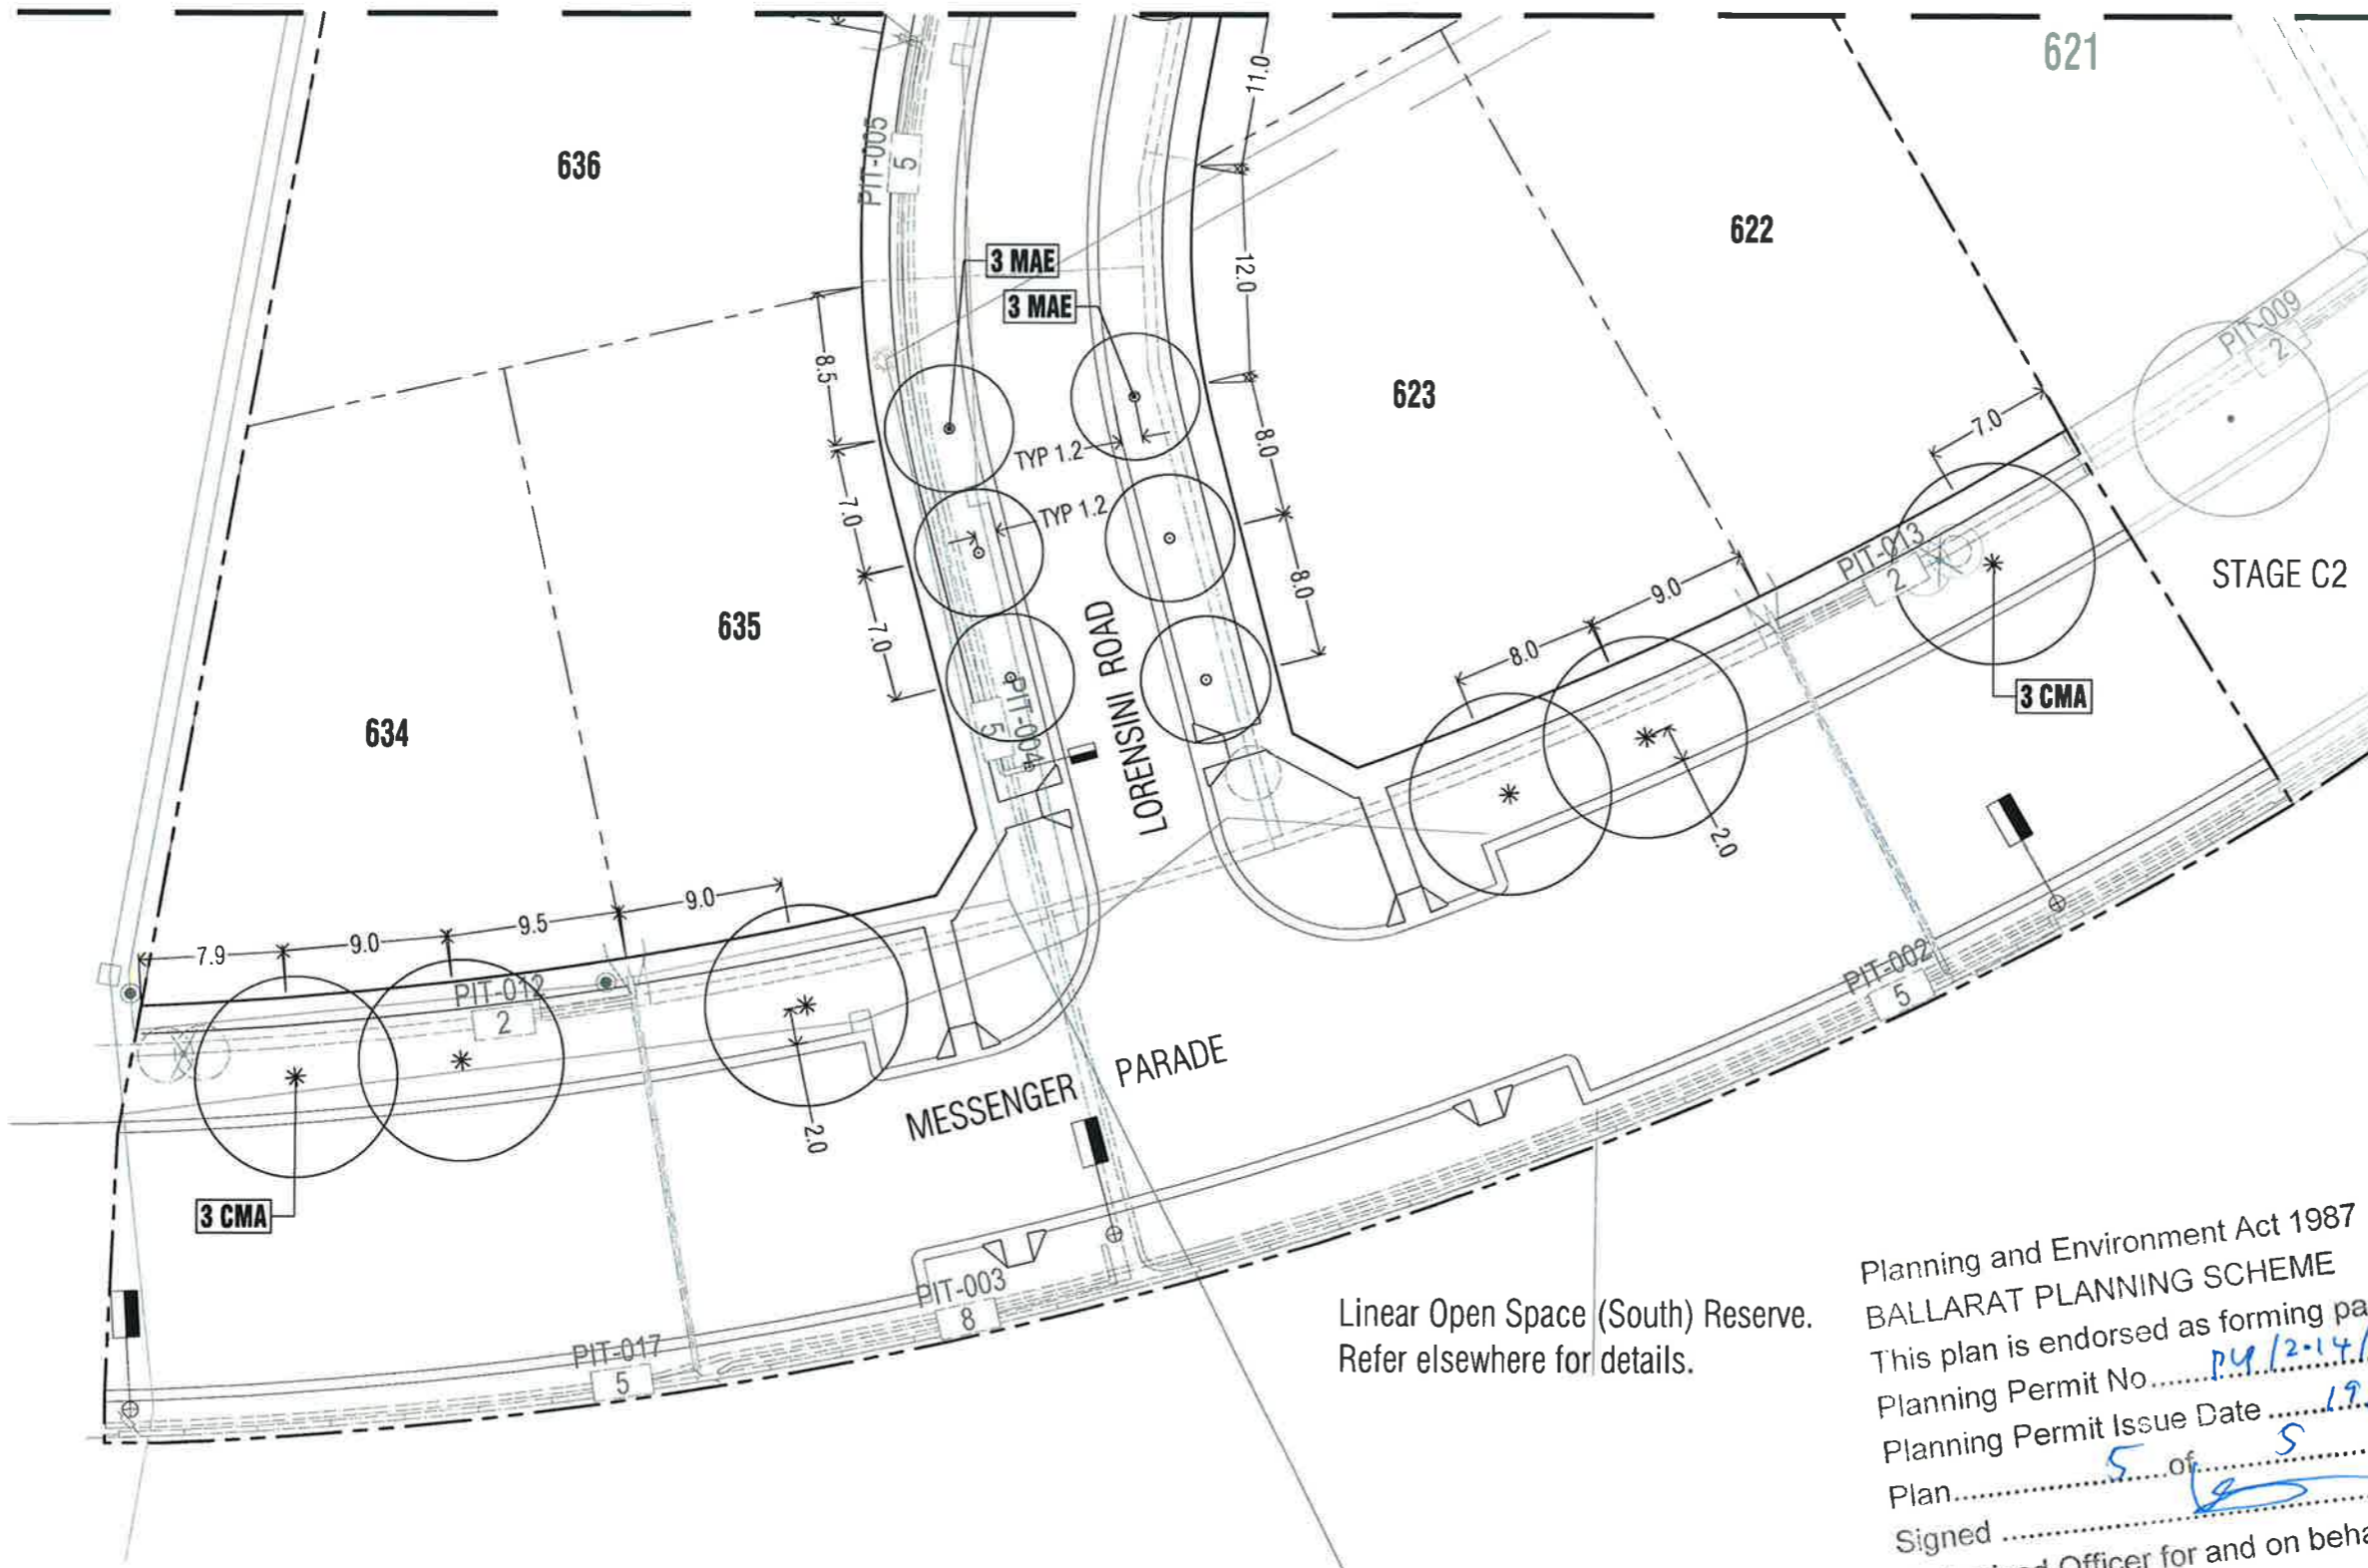 621
11.0
636
PIT-005
5
622
3 MAE
12.0
3 MAE
PIT-009
2
8.5
623
7.0
8.0
TYP 1.2
7.0
TYP 1.2
PIT-013
2
STAGE C2
8.0
9.0
635
LORENSINI ROAD
8.0
7.0
3 CMA
PIT-004
5
634
2.0
9.0
9.5
9.0
7.9
PIT-012
2
PIT-002
5
MESSENGER PARADE
2.0
3 CMA
PIT-003
8
PIT-017
5
Linear Open Space (South) Reserve.
Refer elsewhere for details.
Planning and Environment Act 1987
BALLARAT PLANNING SCHEME
This plan is endorsed as forming pa
Planning Permit No
Planning Permit Issue Date 19
Plan 5 of 5
Signed
Officer for and on beha